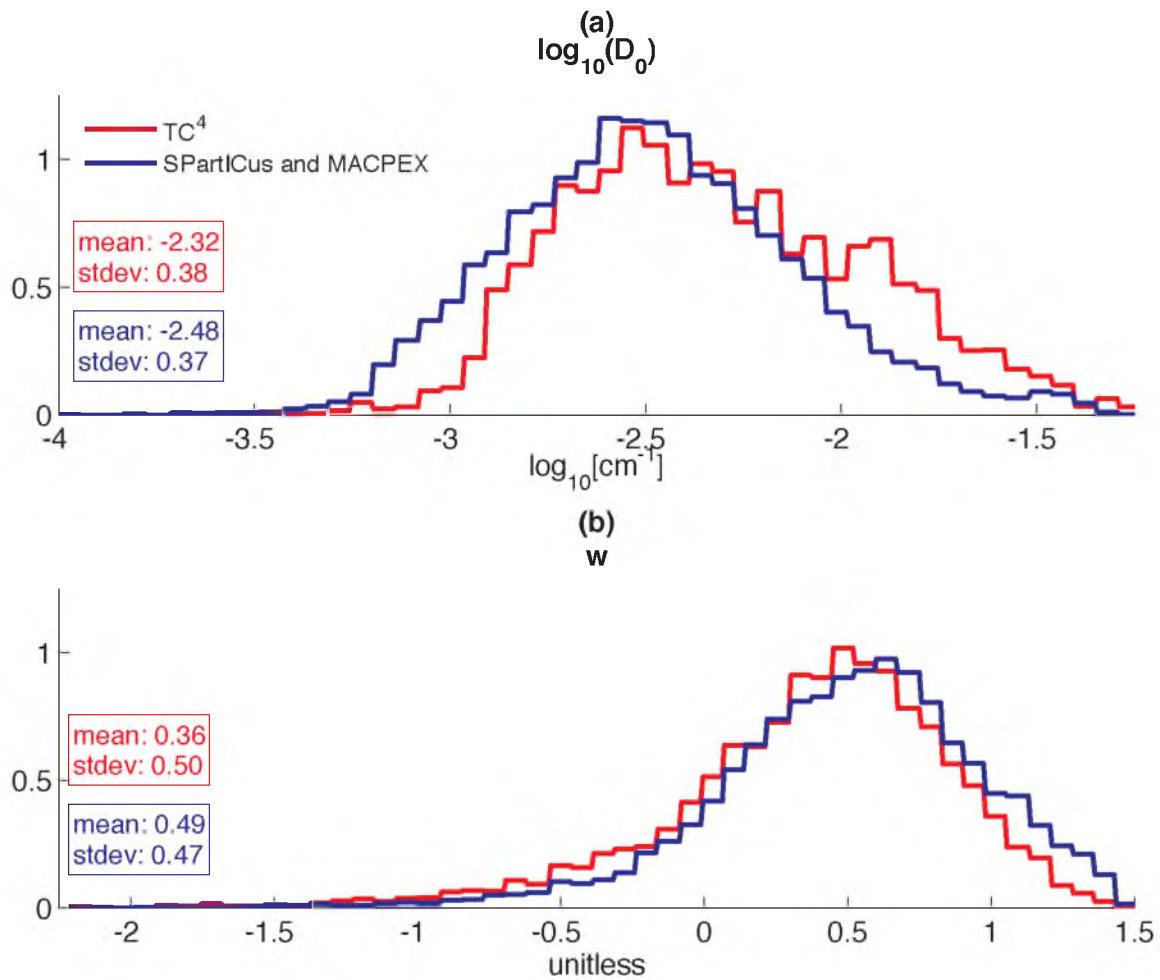 (a)
log10(D0)
TC4
SPartICus and MACPEX
1
mean: -2.32
stdev: 0.38
0.5
mean: -2.48
stdev: 0.37
0
-4 -3.5 -3 -2.5 -2 -1.5
log10[cm-1]
(b)
w
1
mean: 0.36
stdev: 0.50
0.5
mean: 0.49
stdev: 0.47
0
-2 -1.5 -1 -0.5 0 0.5 1 1.5
unitless